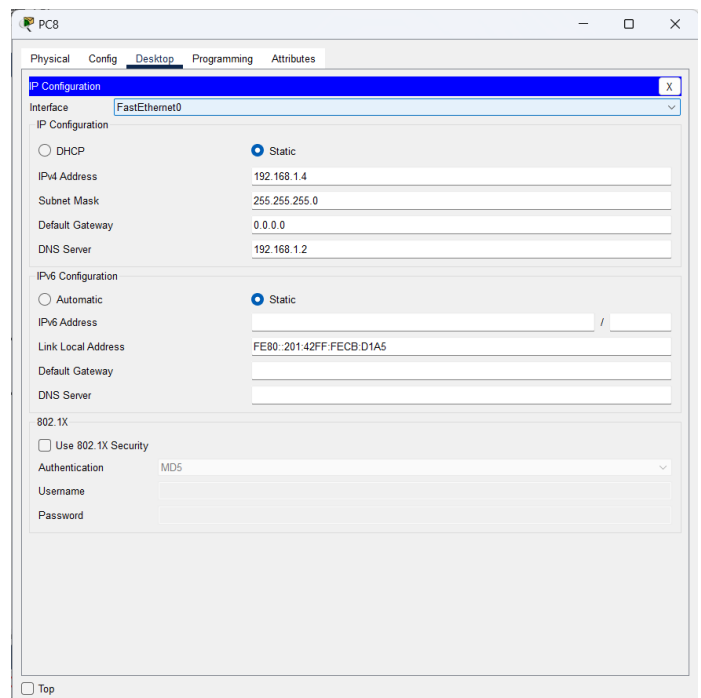 PC8
Physical Config Desktop Programming Attributes
IP Configuration X
Interface FastEthernet0
IP Configuration
DHCP Static
IPv4 Address 192.168.1.4
Subnet Mask 255.255.255.0
Default Gateway 0.0.0.0
DNS Server 192.168.1.2
IPv6 Configuration
Automatic Static
IPv6 Address /
Link Local Address FE80::201:42FF:FECB:D1A5
Default Gateway
DNS Server
802.1X
Use 802.1X Security
Authentication MD5
Username
Password
Top